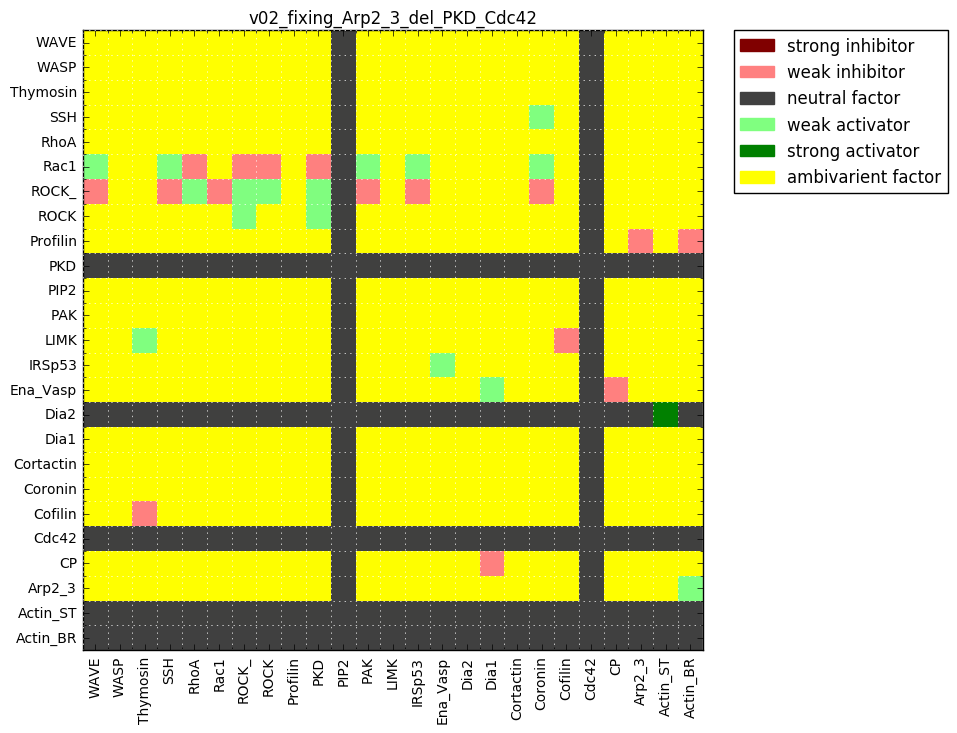 v02_fixing_Arp2_3_del_PKD_Cdc42
WAVE
WASP
Thymosin
SSH
RhoA
Rac1
ROCK_
ROCK
Profilin
PKD
PIP2
PAK
LIMK
IRSp53
Ena_Vasp
Dia2
Dia1
Cortactin
Coronin
Cofilin
Cdc42
CP
Arp2_3
Actin_ST
Actin_BR
WAVE
WASP
Thymosin
SSH
RhoA
Rac1
ROCK_
ROCK
Profilin
PKD
PIP2
PAK
LIMK
IRSp53
Ena_Vasp
Dia2
Dia1
Cortactin
Coronin
Cofilin
Cdc42
CP
Arp2_3
Actin_ST
Actin_BR
strong inhibitor
weak inhibitor
neutral factor
weak activator
strong activator
ambivarient factor